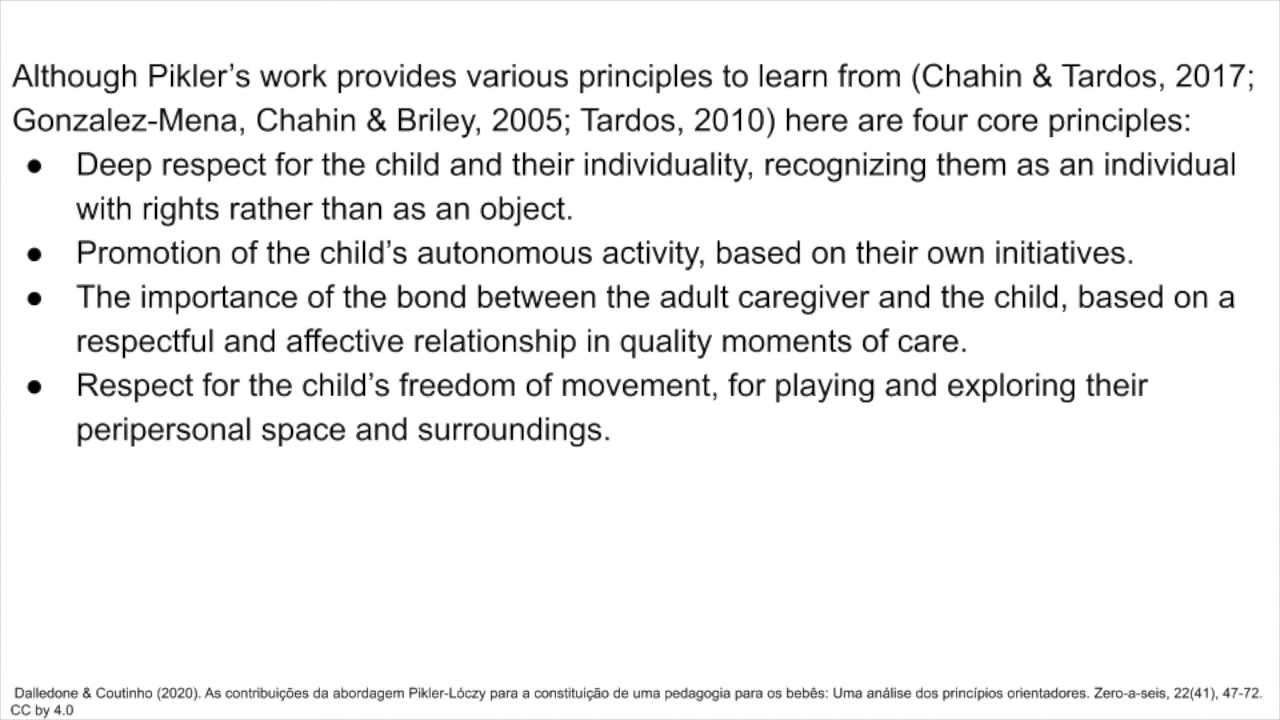 Although Pikler’s work provides various principles to learn from (Chahin & Tardos, 2017;
Gonzalez-Mena, Chahin & Briley, 2005; Tardos, 2010) here are four core principles:
● Deep respect for the child and their individuality, recognizing them as an individual
with rights rather than as an object.
● Promotion of the child’s autonomous activity, based on their own initiatives.
● The importance of the bond between the adult caregiver and the child, based on a
respectful and affective relationship in quality moments of care.
● Respect for the child’s freedom of movement, for playing and exploring their
peripersonal space and surroundings.
Dalledone & Coutinho (2020). As contribuições da abordagem Pikler-Lóczy para a constituição de uma pedagogia para os bebês: Uma análise dos princípios orientadores. Zero-a-seis, 22(41), 47-72.
CC by 4.0